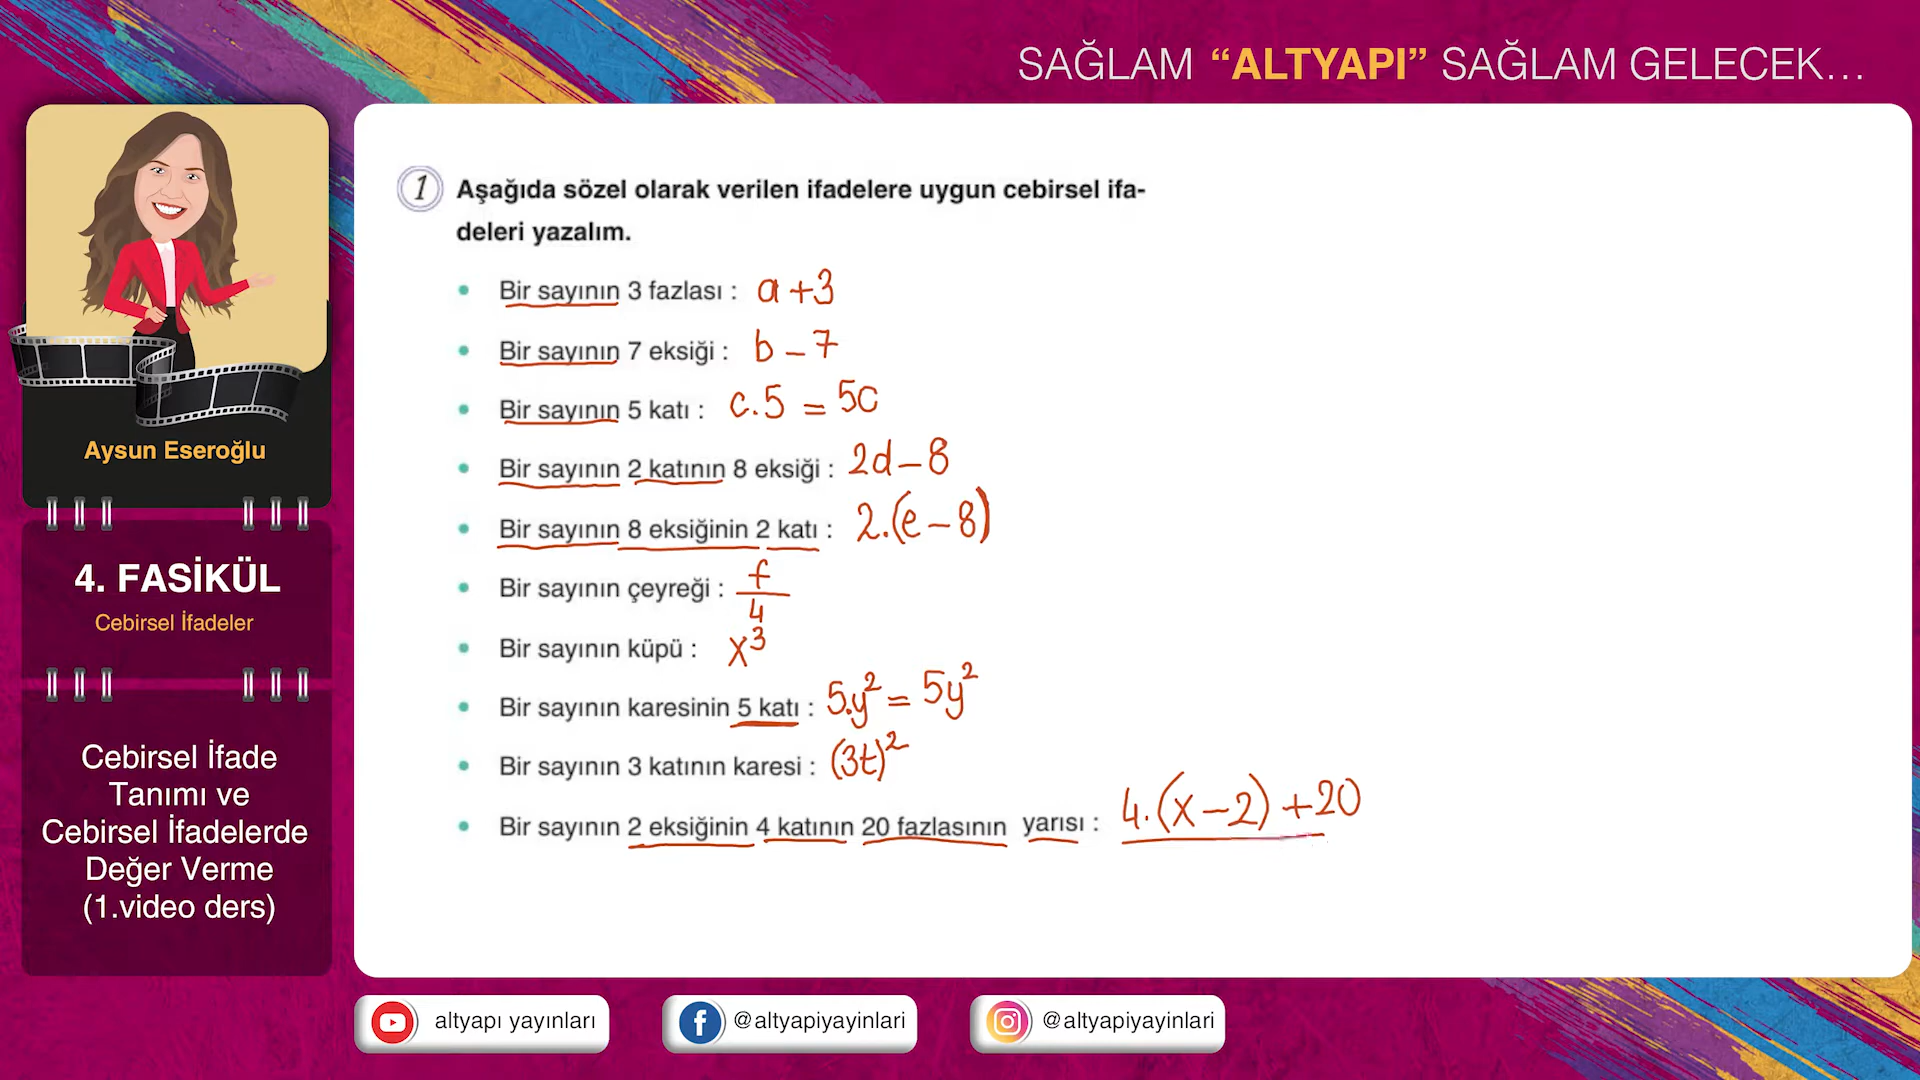 SAĞLAM “ALTYAPI” SAĞLAM GELECEK...
Aysun Eseroğlu
4. FASİKÜL
Cebirsel İfadeler
Cebirsel İfade
Tanımı ve
Cebirsel İfadelerde
Değer Verme
(1.video ders)
1 Aşağıda sözel olarak verilen ifadelere uygun cebirsel ifa-
deleri yazalım.
• Bir sayının 3 fazlası : a +3
• Bir sayının 7 eksiği : b – 7
• Bir sayının 5 katı : c.5 = 5c
• Bir sayının 2 katının 8 eksiği : 2d – 8
• Bir sayının 8 eksiğinin 2 katı : 2.(e – 8)
• Bir sayının çeyreği : f/4
• Bir sayının küpü : x³
• Bir sayının karesinin 5 katı : 5.y² = 5y²
• Bir sayının 3 katının karesi : (3t)²
• Bir sayının 2 eksiğinin 4 katının 20 fazlasının yarısı : 4.(x–2) +20
altyapı yayınları
@altyapiyayinlari
@altyapiyayinlari